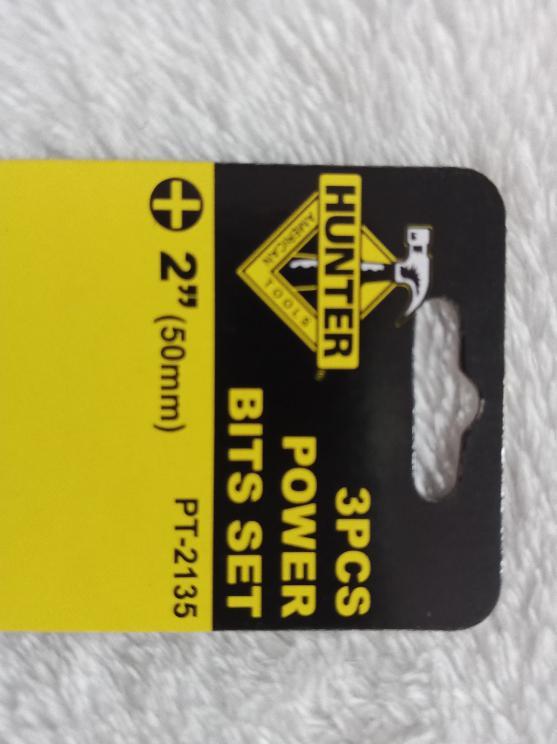 HUNTER
AMERICAN
TOOLS
3PCS
POWER
BITS SET
2” (50mm)
PT-2135